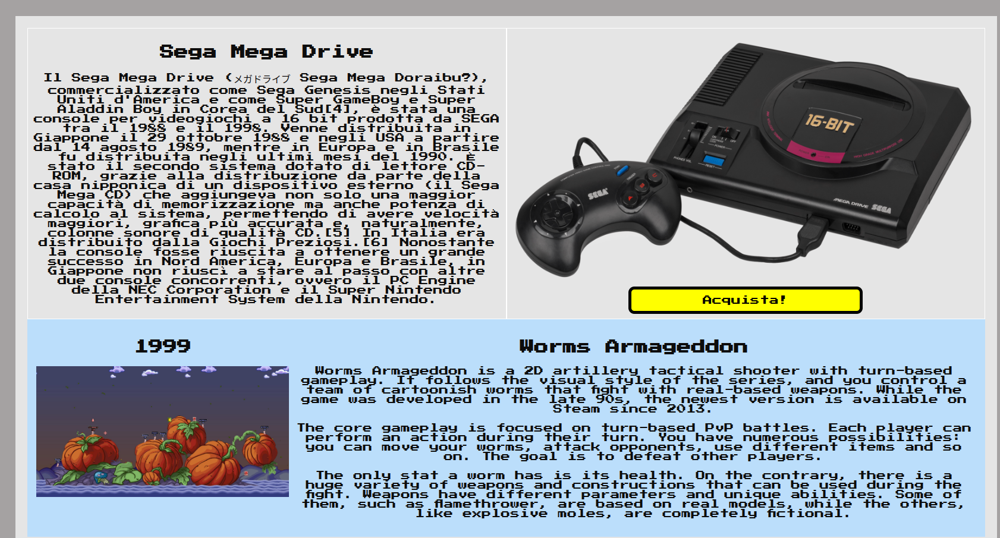 Sega Mega Drive
Il Sega Mega Drive (メガドライブ Sega Mega Doraibu?),
commercializzato come Sega Genesis negli Stati
Uniti d'America e come Super GameBoy e Super
Aladdin Boy in Corea del Sud[4], è stata una
console per videogiochi a 16 bit prodotta da SEGA
tra il 1988 e il 1998. Venne distribuita in
Giappone il 29 ottobre 1988 e negli USA a partire
dal 14 agosto 1989, mentre in Europa e in Brasile
fu distribuita negli ultimi mesi del 1990. È
stato il secondo sistema dotato di lettore CD-
ROM, grazie alla distribuzione da parte della
casa nipponica di un dispositivo esterno (il Sega
Mega CD) che aggiungeva non solo una maggior
capacità di memorizzazione ma anche potenza di
calcolo al sistema, permettendo di avere velocità
maggiori, grafica più accurata e, naturalmente,
colonne sonore di qualità CD.[5] In Italia era
distribuito dalla Giochi Preziosi.[6] Nonostante
la console fosse riuscita a ottenere un grande
successo in Nord America, Europa e Brasile, in
Giappone non riuscì a stare al passo con altre
due console concorrenti, ovvero il PC Engine
della NEC Corporation e il Super Nintendo
Entertainment System della Nintendo.
16-BIT
ON OFF
POWER
PHONES VOL
RESET
SEGA
MEGA DRIVE SEGA
Acquista!
1999
Worms Armageddon
Worms Armageddon is a 2D artillery tactical shooter with turn-based
gameplay. It follows the visual style of the series, and you control a
team of cartoonish worms that fight with real-based weapons. While the
game was developed in the late 90s, the newest version is available on
Steam since 2013.
The core gameplay is focused on turn-based PvP battles. Each player can
perform an action during their turn. You have numerous possibilities:
you can move your worms, attack opponents, use different items and so
on. The goal is to defeat other players.
The only stat a worm has is its health. On the contrary, there is a
huge variety of weapons and constructions that can be used during the
fight. Weapons have different parameters and unique abilities. Some of
them, such as flamethrower, are based on real models, while the others,
like explosive moles, are completely fictional.